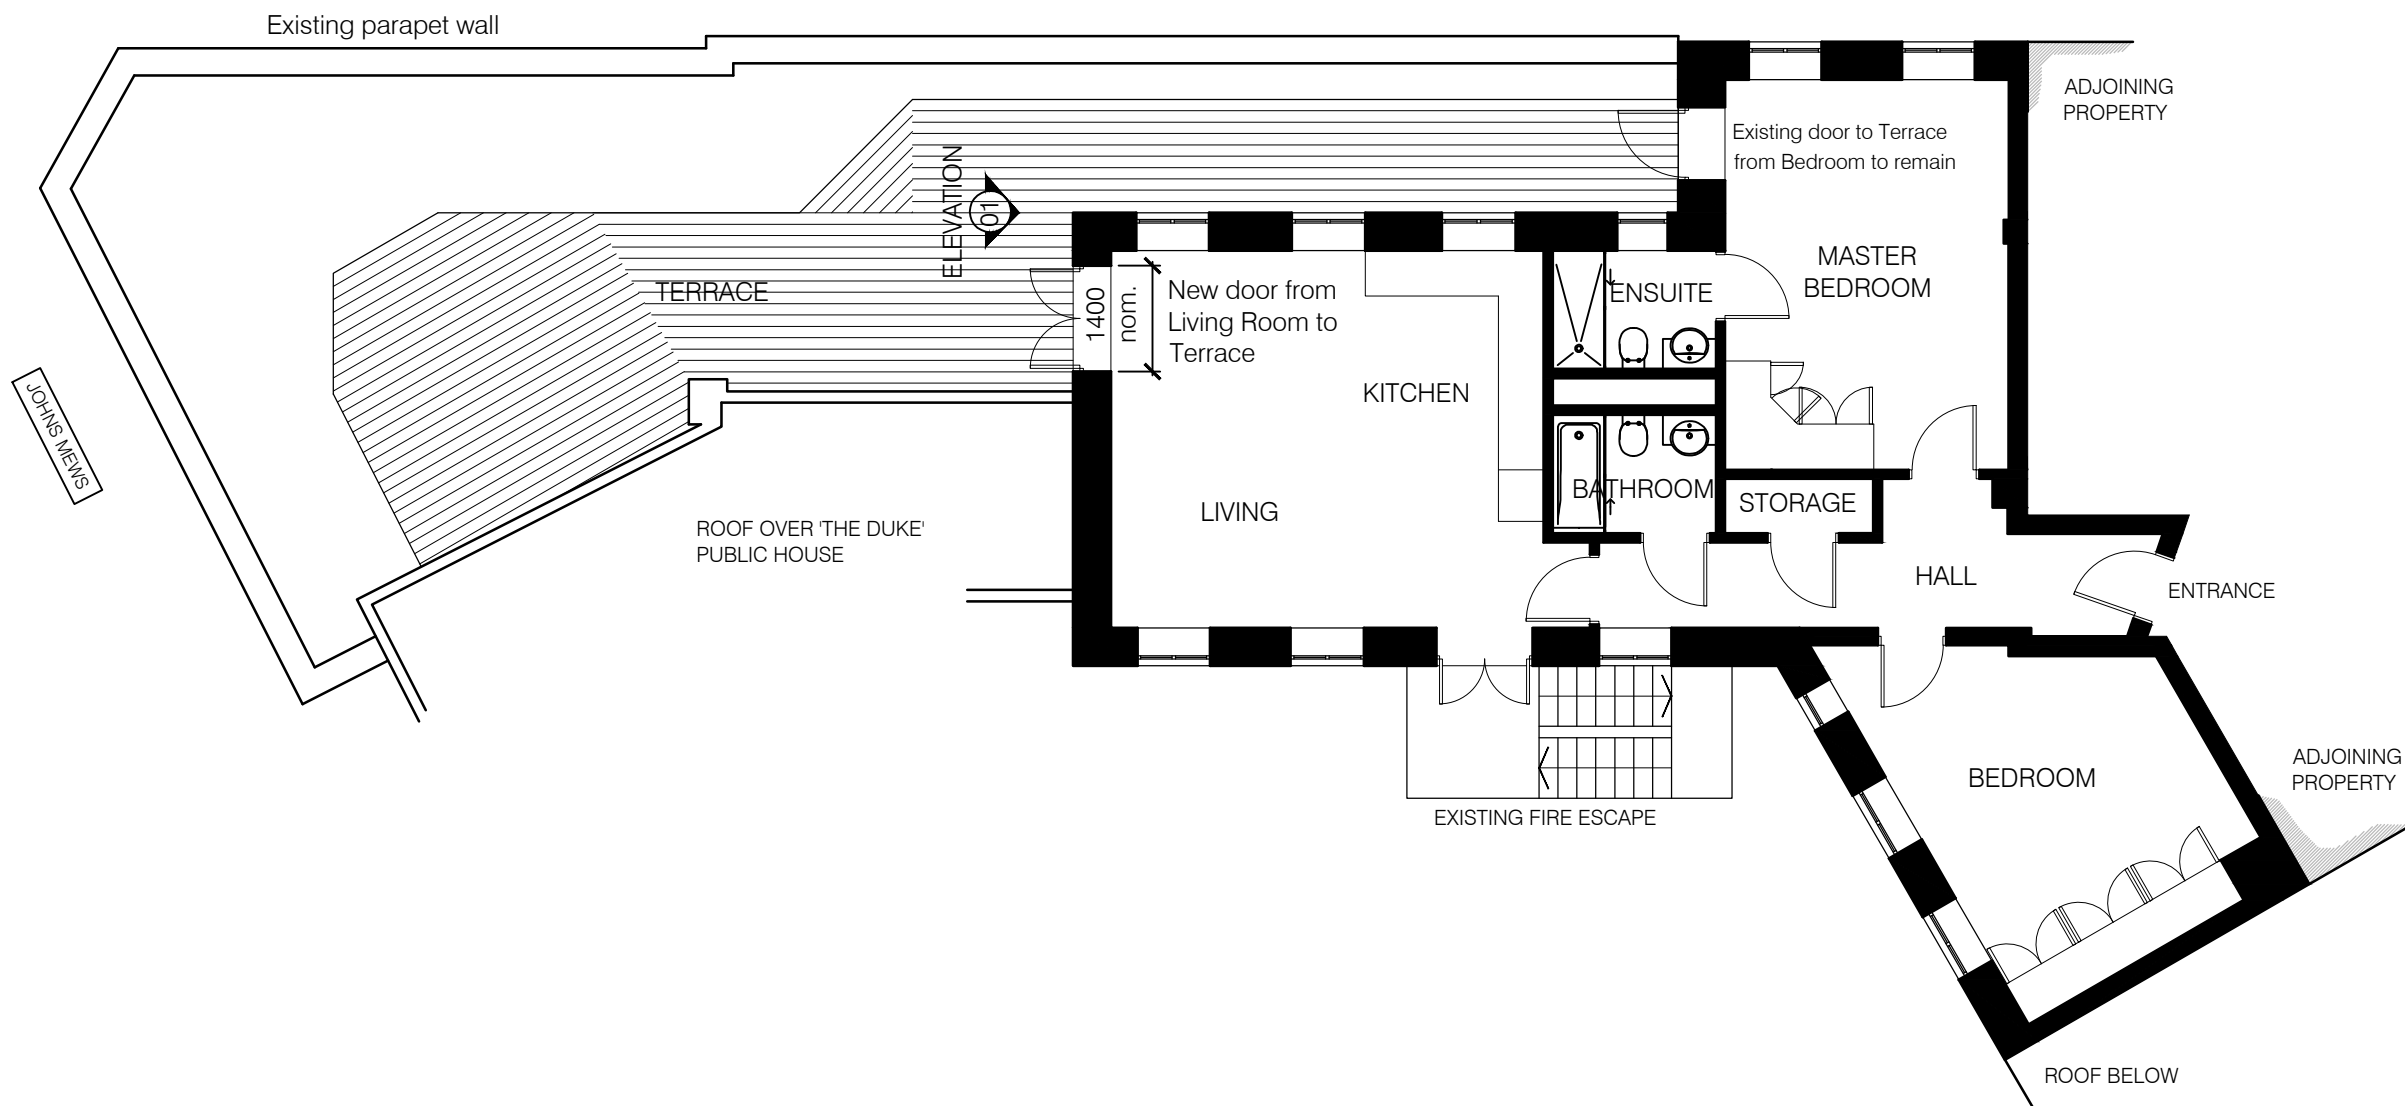 Existing parapet wall
ADJOINING
PROPERTY
Existing door to Terrace
from Bedroom to remain
ELEVATION
01
MASTER
BEDROOM
TERRACE
1400
nom.
New door from
Living Room to
Terrace
ENSUITE
KITCHEN
JOHNS MEWS
BATHROOM
STORAGE
LIVING
ROOF OVER 'THE DUKE'
PUBLIC HOUSE
HALL
ENTRANCE
BEDROOM
ADJOINING
PROPERTY
EXISTING FIRE ESCAPE
ROOF BELOW